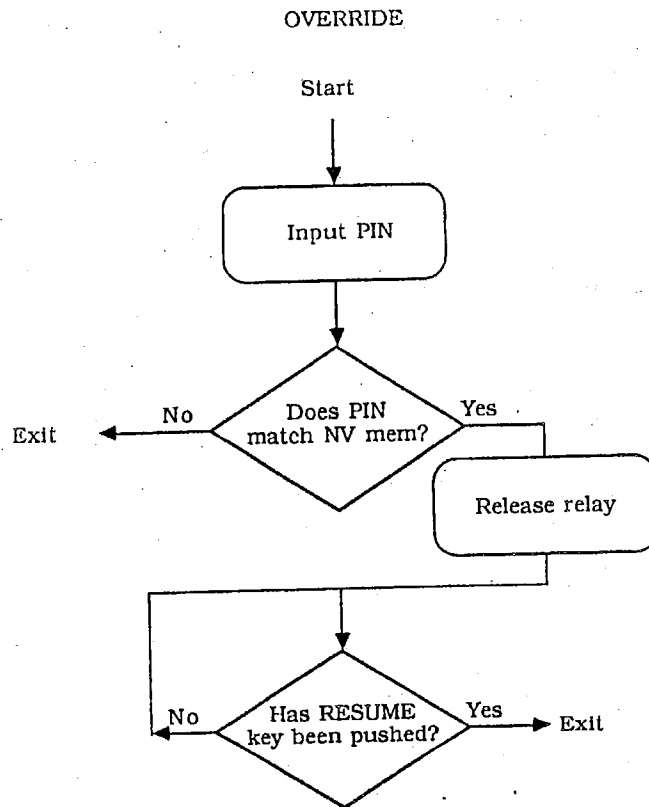 OVERRIDE
Start
Input PIN
Does PIN
match NV mem?
No
Yes
Exit
Release relay
Has RESUME
key been pushed?
No
Yes
Exit